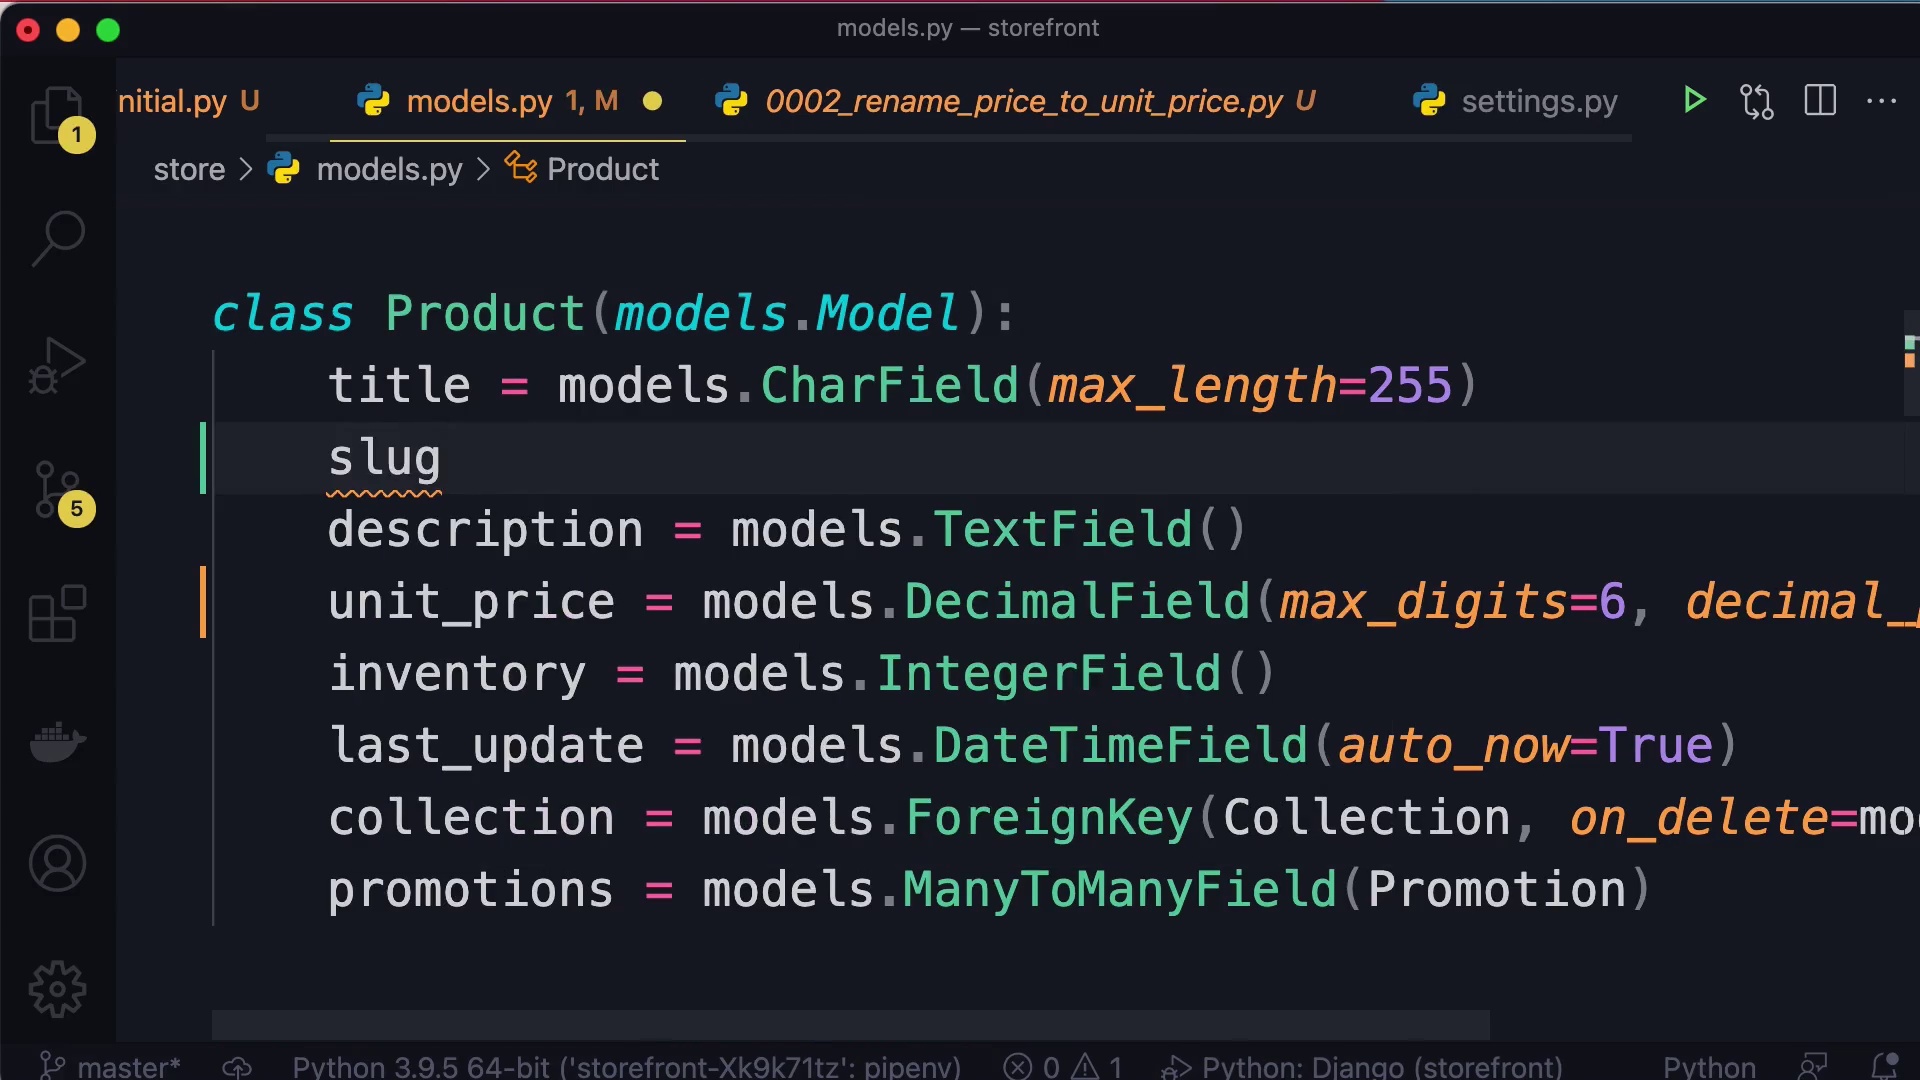 models.py — storefront
nitial.py U models.py 1, M 0002_rename_price_to_unit_price.py U settings.py
1
store > models.py > Product
class Product(models.Model):
title = models.CharField(max_length=255)
slug
5
description = models.TextField()
unit_price = models.DecimalField(max_digits=6, decimal_
inventory = models.IntegerField()
last_update = models.DateTimeField(auto_now=True)
collection = models.ForeignKey(Collection, on_delete=mo
promotions = models.ManyToManyField(Promotion)
master* Python 3.9.5 64-bit ('storefront-Xk9k71tz': pipenv) 0 1 Python: Django (storefront) Python